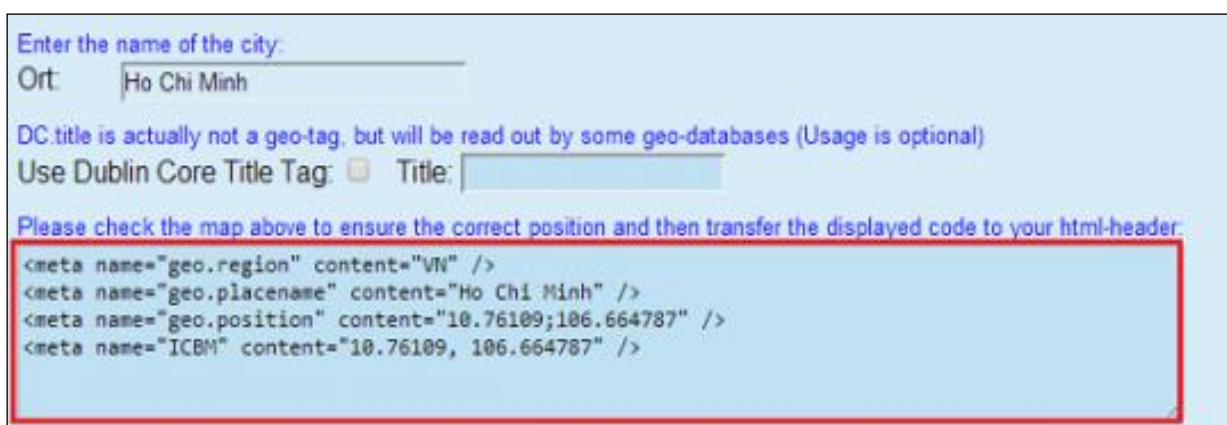 Enter the name of the city:
Ort: Ho Chi Minh
DC.title is actually not a geo-tag, but will be read out by some geo-databases (Usage is optional)
Use Dublin Core Title Tag: Title:
Please check the map above to ensure the correct position and then transfer the displayed code to your html-header:
<meta name="geo.region" content="VN" />
<meta name="geo.placename" content="Ho Chi Minh" />
<meta name="geo.position" content="10.76109;106.664787" />
<meta name="ICBM" content="10.76109, 106.664787" />